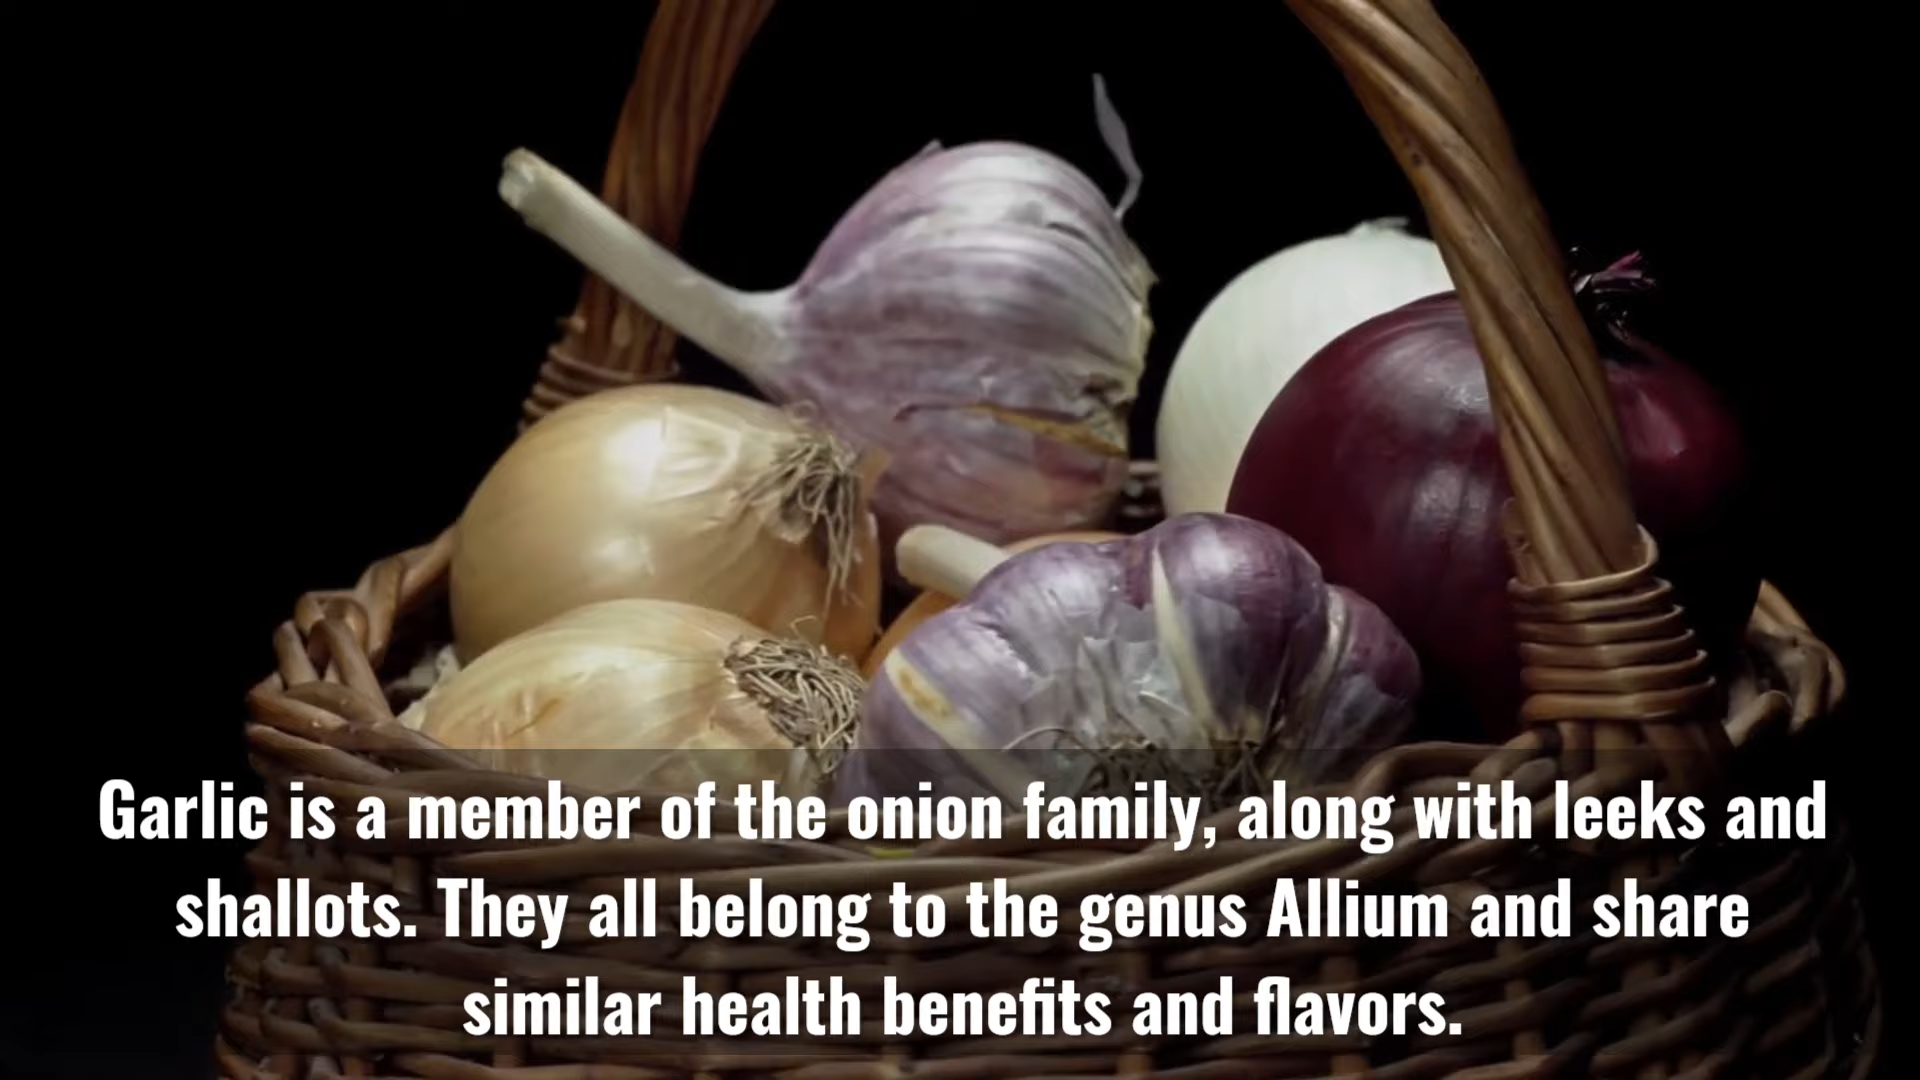 Garlic is a member of the onion family, along with leeks and
shallots. They all belong to the genus Allium and share
similar health benefits and flavors.